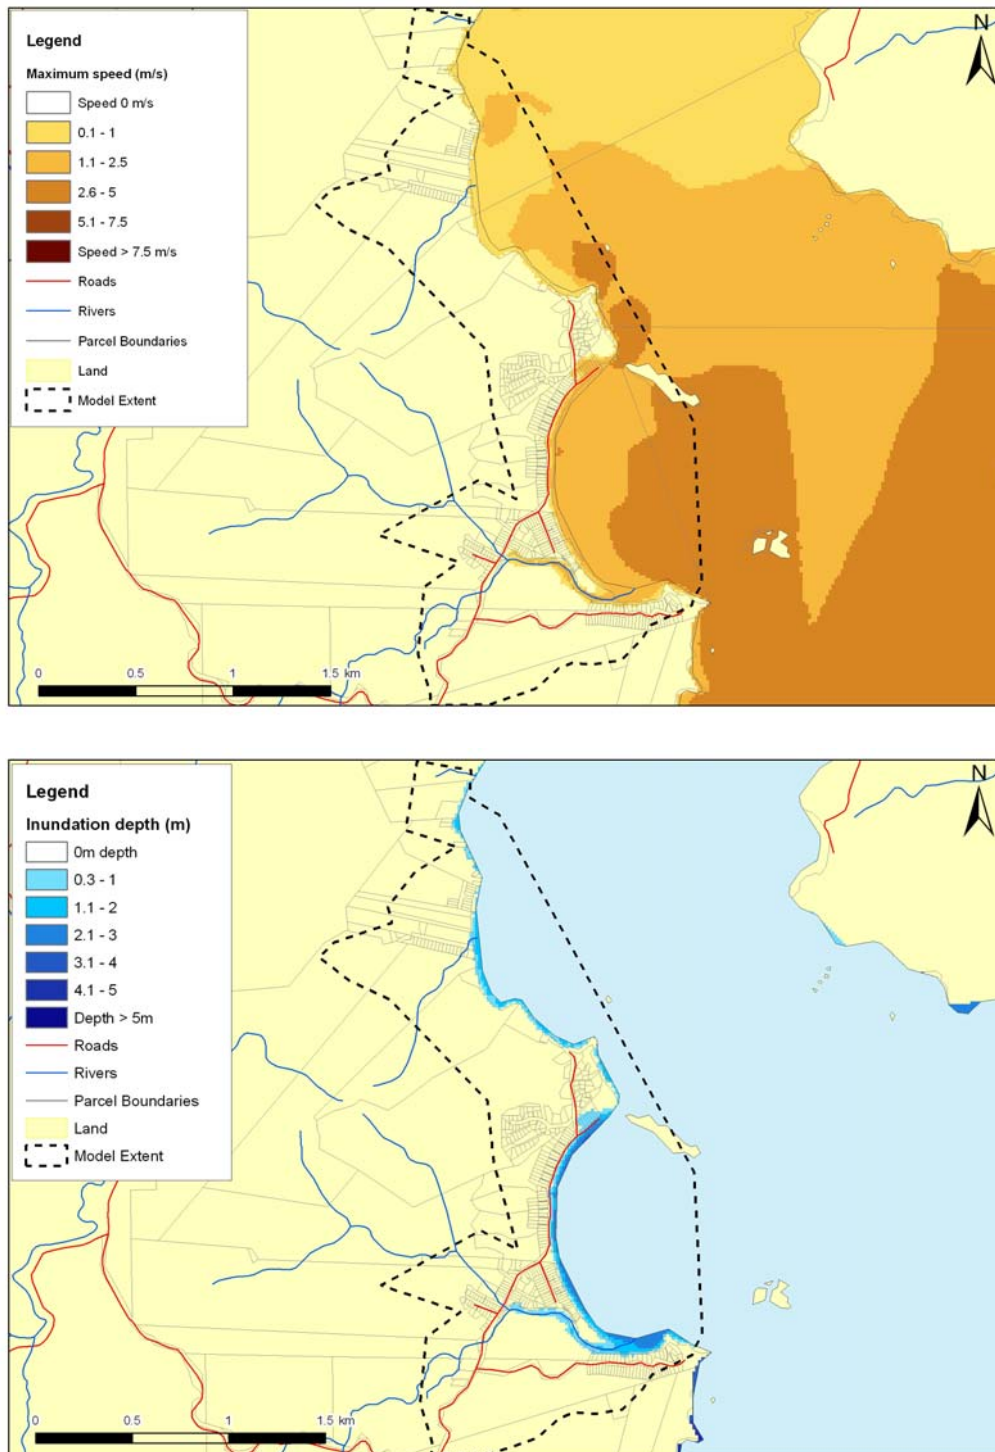 N
Legend
Maximum speed (m/s)
Speed 0 m/s
0.1 - 1
1.1 - 2.5
2.6 - 5
5.1 - 7.5
Speed > 7.5 m/s
Roads
Rivers
Parcel Boundaries
Land
Model Extent
0 0.5 1 1.5 km
N
Legend
Inundation depth (m)
0m depth
0.3 - 1
1.1 - 2
2.1 - 3
3.1 - 4
4.1 - 5
Depth > 5m
Roads
Rivers
Parcel Boundaries
Land
Model Extent
0 0.5 1 1.5 km